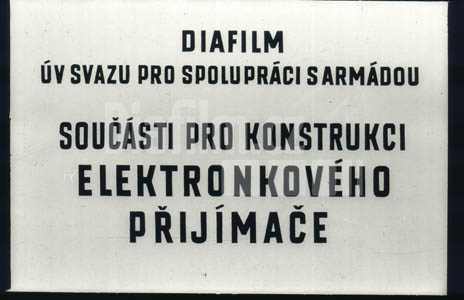 DIAFILM
ÚV SVAZU PRO SPOLUPRÁCI S ARMÁDOU
SOUČÁSTI PRO KONSTRUKCI
ELEKTRONKOVÉHO
PŘIJÍMAČE